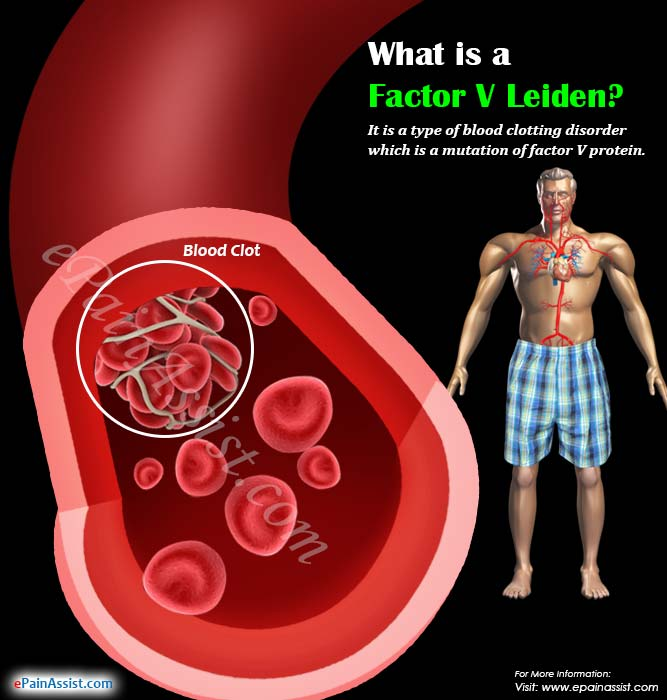 What is a
Factor V Leiden?
It is a type of blood clotting disorder
which is a mutation of factor V protein.
Blood Clot
ePainAssist.com
ePainAssist.com
For More Information:
Visit: www.epainassist.com